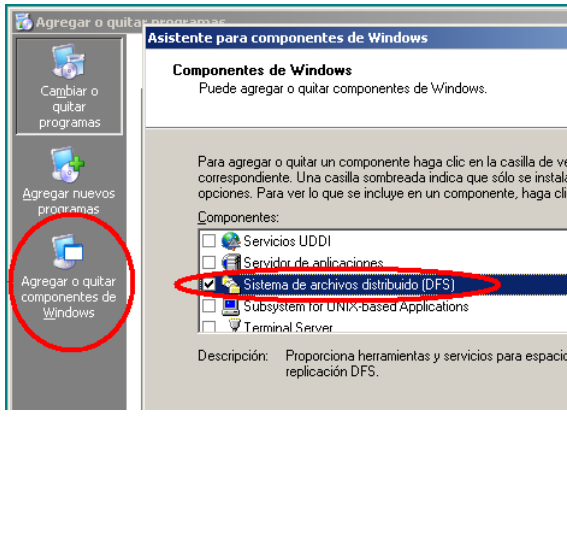 Agregar o quitar programas
Asistente para componentes de Windows
Cambiar o
quitar
programas
Agregar nuevos
programas
Agregar o quitar
componentes de
Windows
Componentes de Windows
Puede agregar o quitar componentes de Windows.
Para agregar o quitar un componente haga clic en la casilla de ve
correspondiente. Una casilla sombreada indica que sólo se instala
opciones. Para ver lo que se incluye en un componente, haga cli
Componentes:
Servicios UDDI
Servidor de aplicaciones
Sistema de archivos distribuido (DFS)
Subsystem for UNIX-based Applications
Terminal Server
Descripción: Proporciona herramientas y servicios para espacio
replicación DFS.